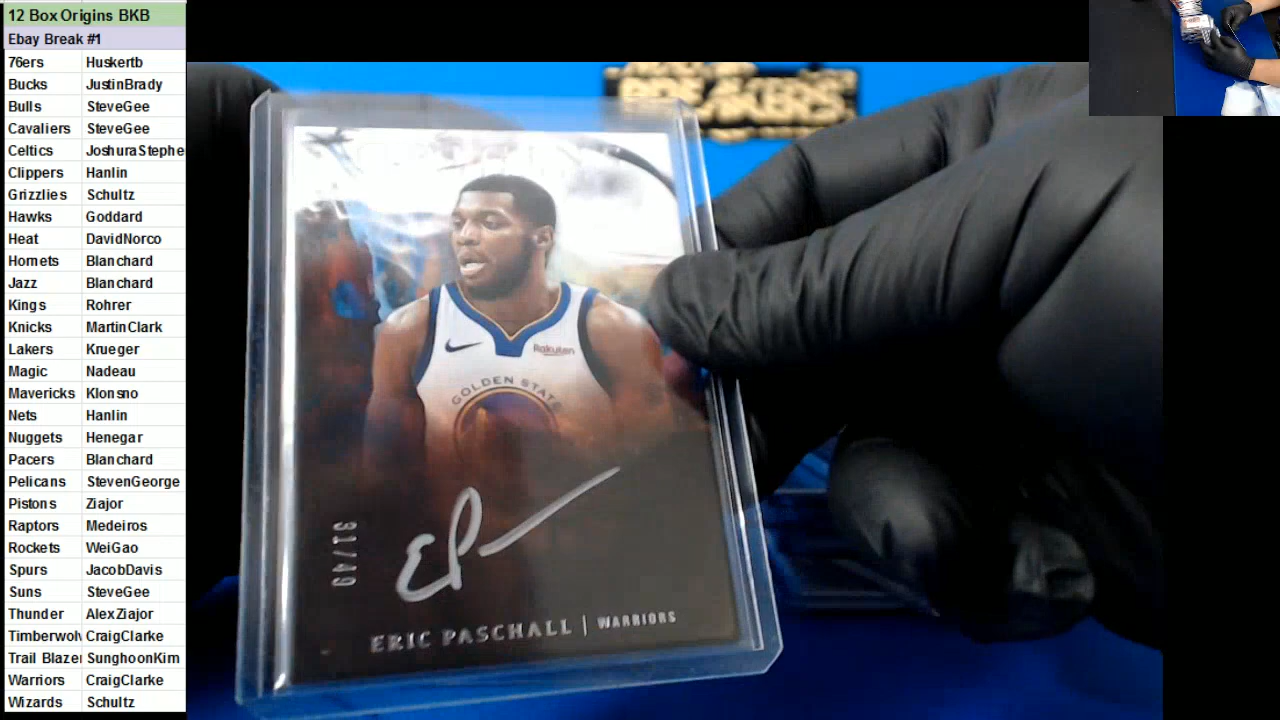 12 Box Origins BKB
Ebay Break #1
76ers Huskertb
Bucks JustinBrady
Bulls SteveGee
Cavaliers SteveGee
Celtics JoshuraStephe
Clippers Hanlin
Grizzlies Schultz
Hawks Goddard
Heat DavidNorco
Hornets Blanchard
Jazz Blanchard
Kings Rohrer
Knicks MartinClark
Lakers Krueger
Magic Nadeau
Mavericks Klonsno
Nets Hanlin
Nuggets Henegar
Pacers Blanchard
Pelicans StevenGeorge
Pistons Ziajor
Raptors Medeiros
Rockets WeiGao
Spurs JacobDavis
Suns SteveGee
Thunder AlexZiajor
Timberwolv CraigClarke
Trail Blazer SunghoonKim
Warriors CraigClarke
Wizards Schultz
BREAKERS
Rakuten
GOLDEN STATE
EP
31/49
ERIC PASCHALL | WARRIORS